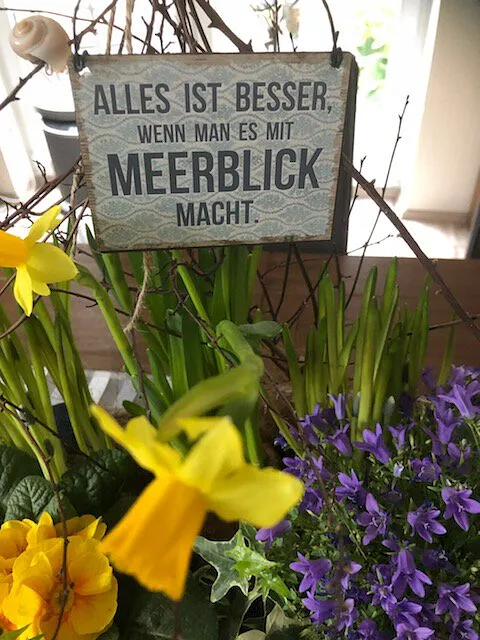 ALLES IST BESSER,
WENN MAN ES MIT
MEERBLICK
MACHT.